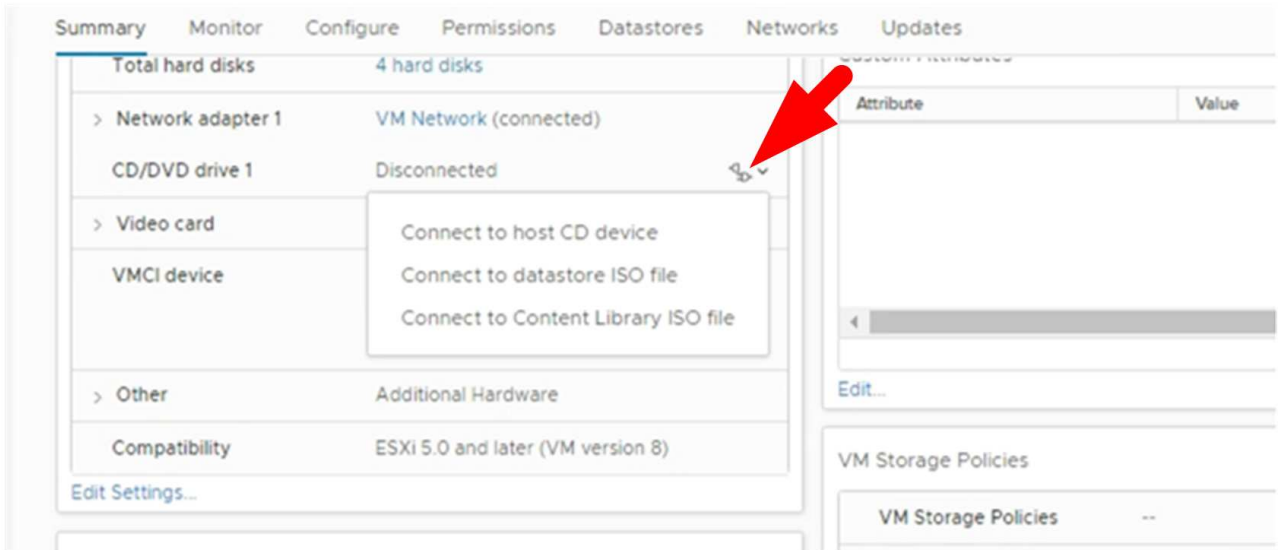 Summary Monitor Configure Permissions Datastores Networks Updates
Total hard disks 4 hard disks
Network adapter 1 VM Network (connected)
CD/DVD drive 1 Disconnected
Video card
Connect to host CD device
VMCI device
Connect to datastore ISO file
Connect to Content Library ISO file
Other Additional Hardware
Compatibility ESXi 5.0 and later (VM version 8)
Edit Settings...
Custom Attributes
Attribute Value
Edit...
VM Storage Policies
VM Storage Policies --